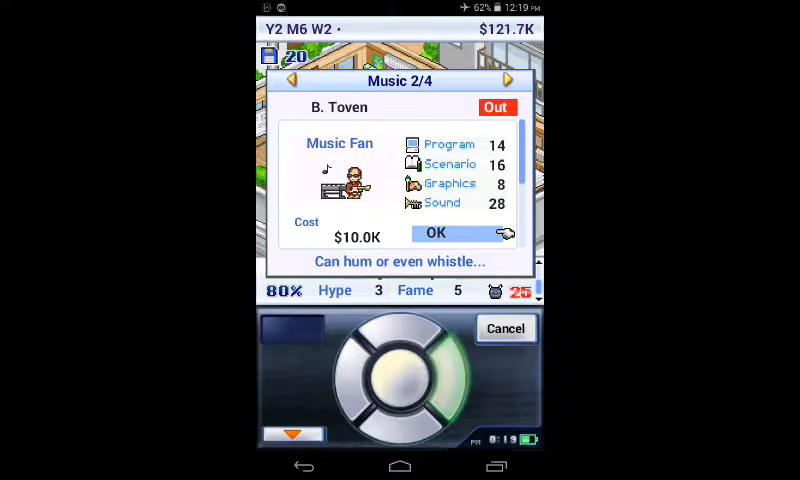 62% 12:19 PM
Y2 M6 W2 • $121.7K
20
Music 2/4
B. Toven Out
Music Fan
Program 14
Scenario 16
Graphics 8
Sound 28
Cost
$10.0K
OK
Can hum or even whistle...
80% Hype 3 Fame 5 25
Cancel
PM 0:19